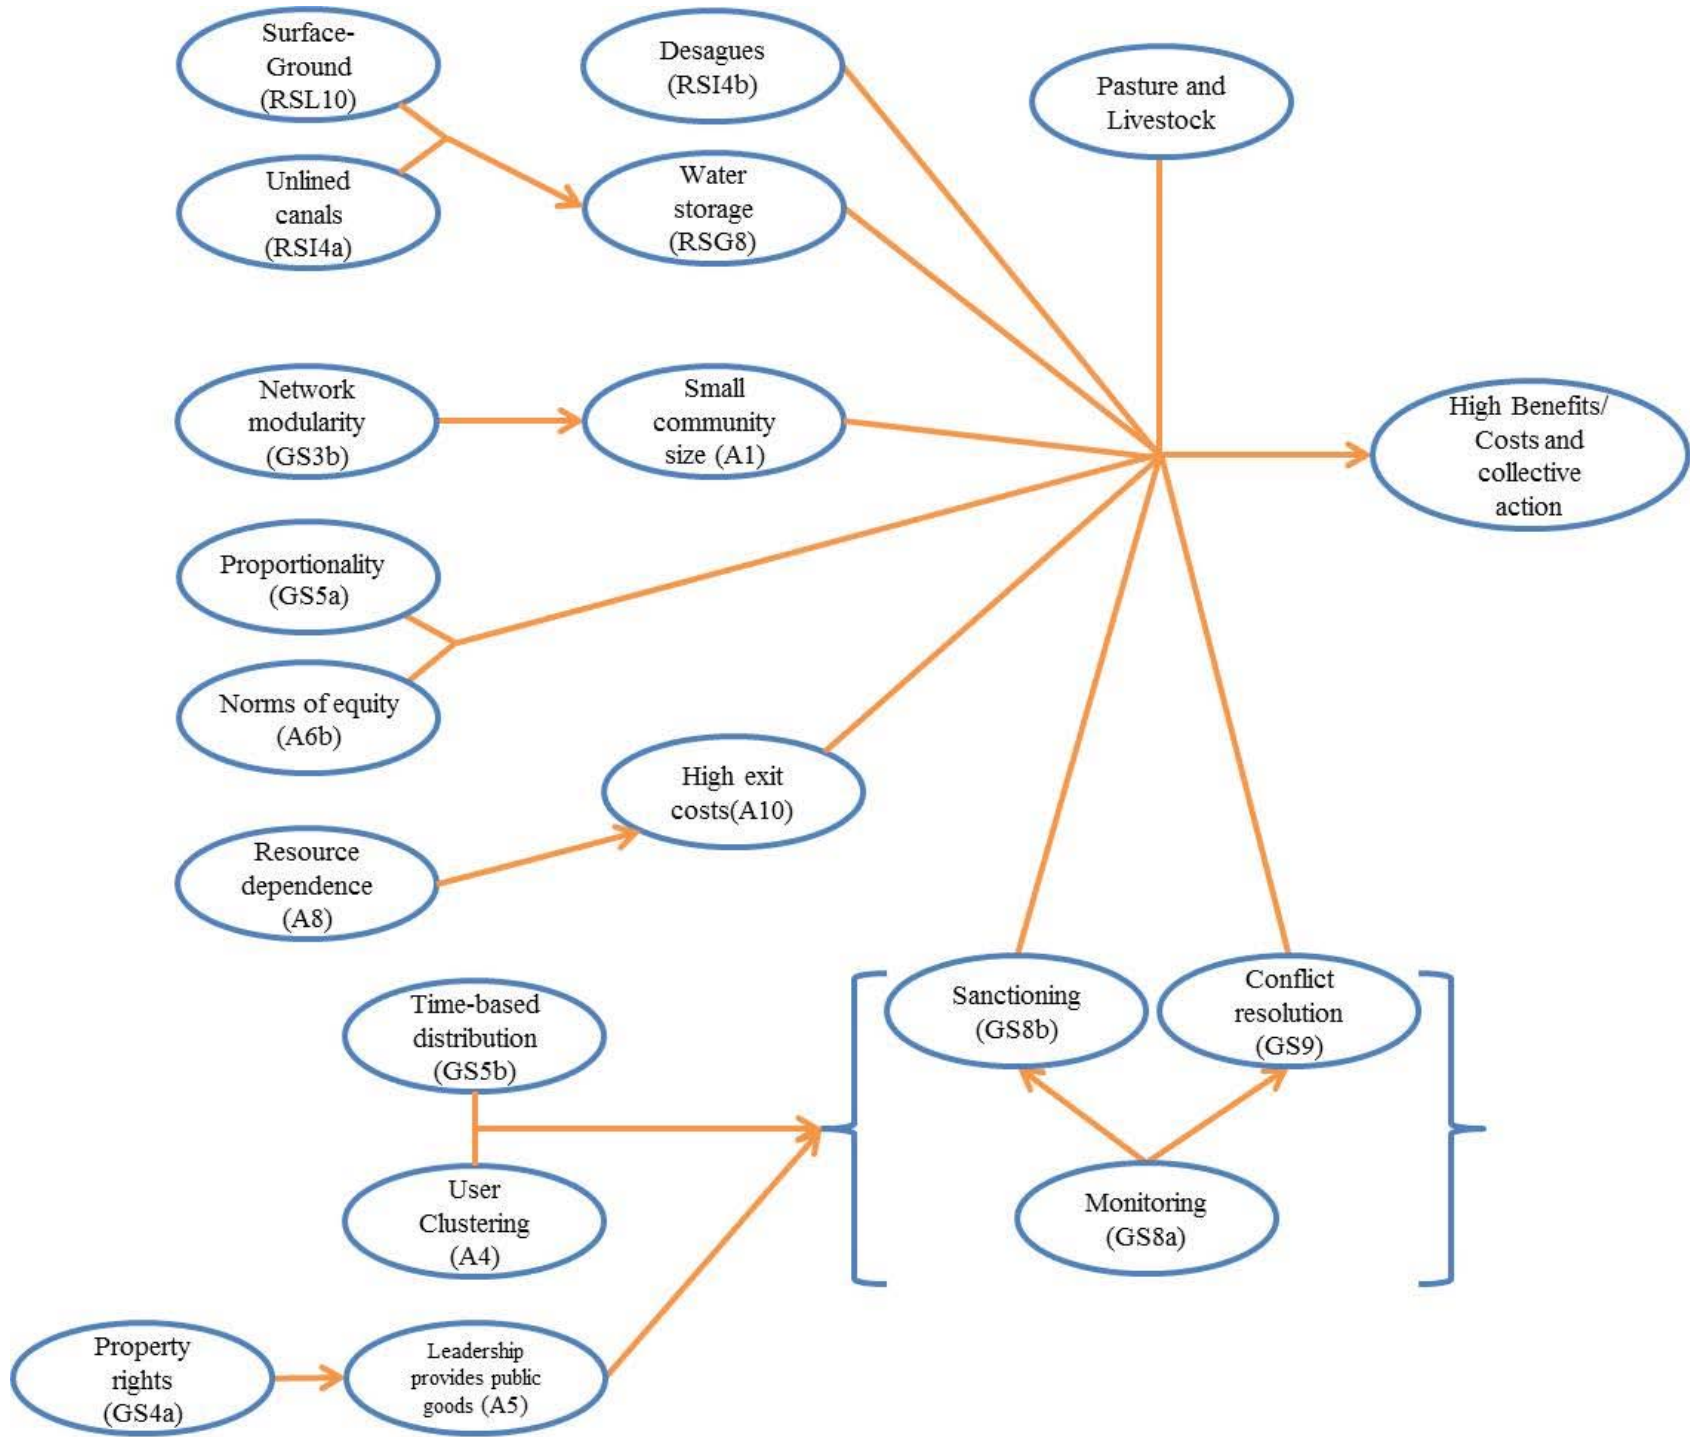 Surface-
Ground
(RSL10)
Desagues
(RSI4b)
Pasture and
Livestock
Unlined
canals
(RSI4a)
Water
storage
(RSG8)
Network
modularity
(GS3b)
Small
community
size (A1)
High Benefits/
Costs and
collective
action
Proportionality
(GS5a)
Norms of equity
(A6b)
High exit
costs(A10)
Resource
dependence
(A8)
Time-based
distribution
(GS5b)
Sanctioning
(GS8b)
Conflict
resolution
(GS9)
User
Clustering
(A4)
Monitoring
(GS8a)
Property
rights
(GS4a)
Leadership
provides public
goods (A5)